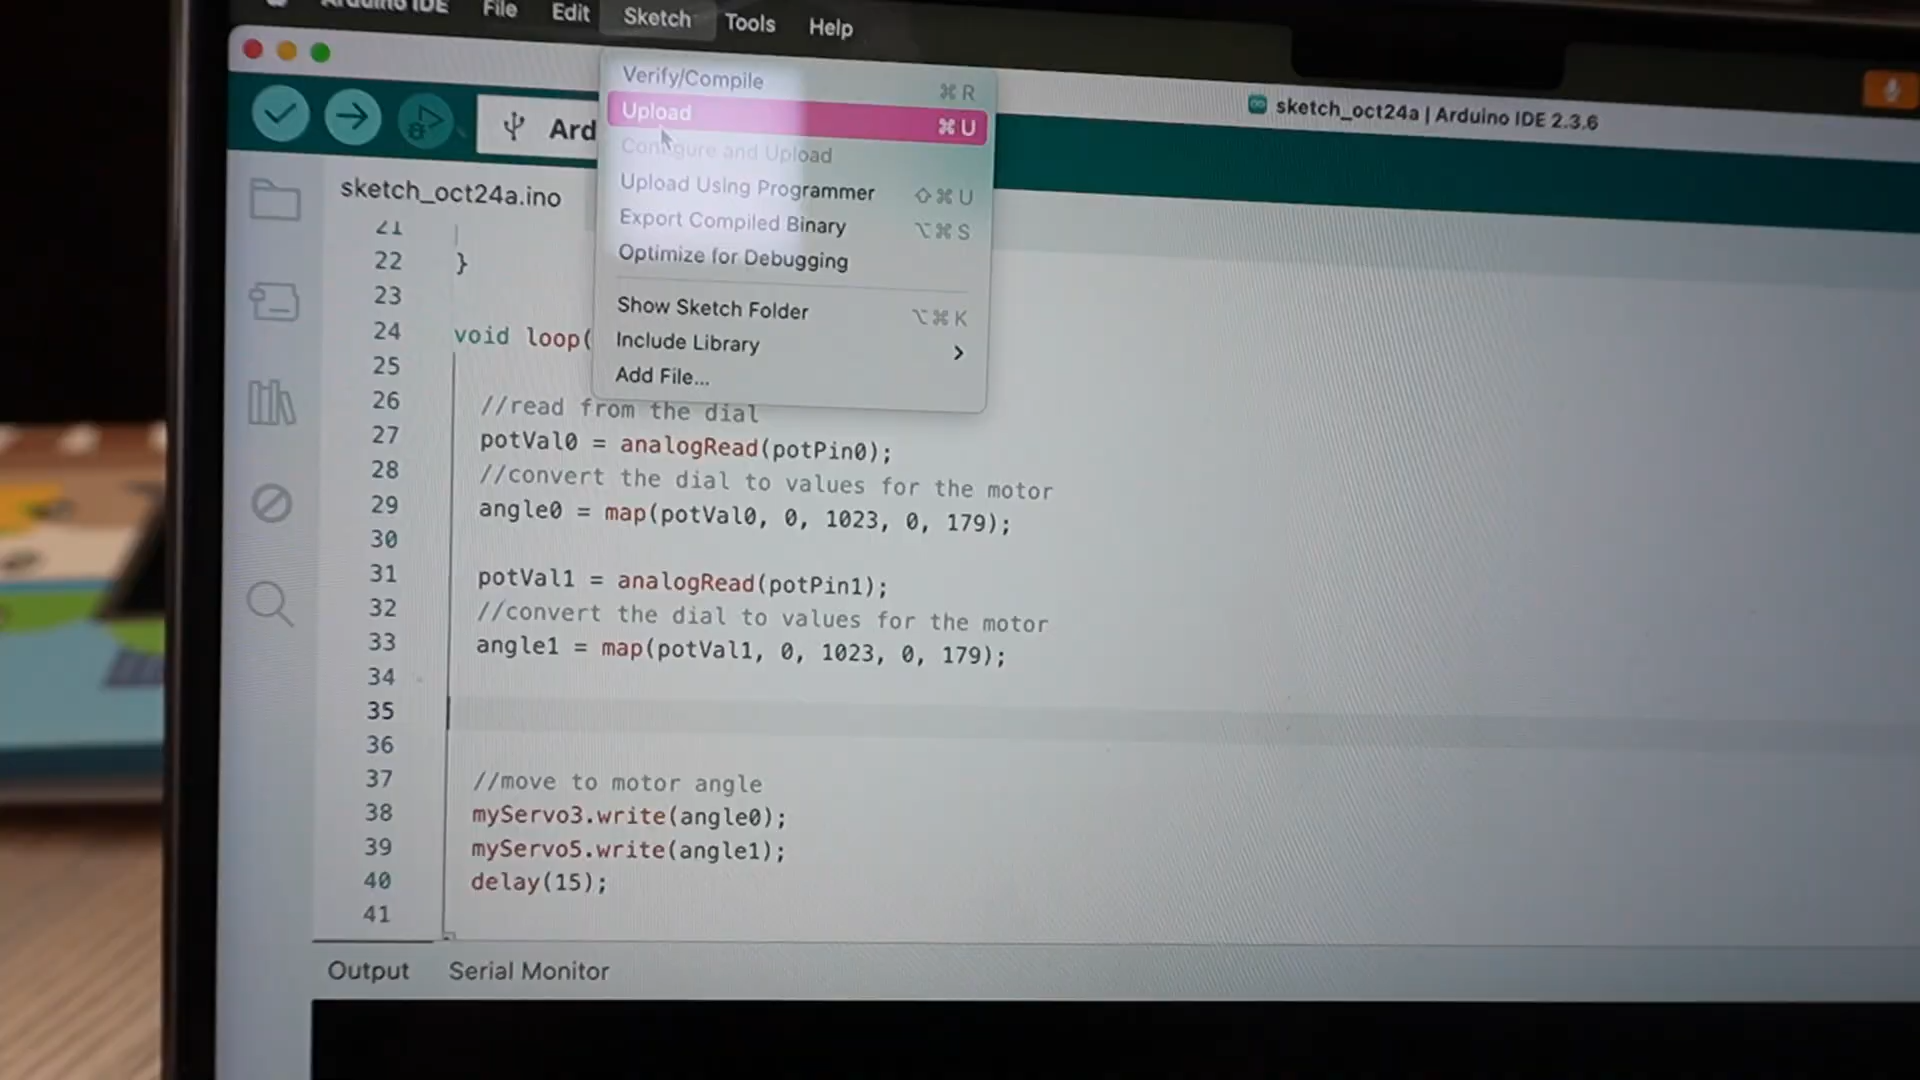 Arduino IDE File Edit Sketch Tools Help
Verify/Compile ⌘ R
Upload ⌘ U
Configure and Upload
Upload Using Programmer ⇧ ⌘ U
Export Compiled Binary ⌥ ⌘ S
Optimize for Debugging
Show Sketch Folder ⌥ ⌘ K
Include Library >
Add File...
sketch_oct24a | Arduino IDE 2.3.6
Ard
sketch_oct24a.ino
21
22 }
23
24 void loop(
25
26 //read from the dial
27 potVal0 = analogRead(potPin0);
28 //convert the dial to values for the motor
29 angle0 = map(potVal0, 0, 1023, 0, 179);
30
31 potVal1 = analogRead(potPin1);
32 //convert the dial to values for the motor
33 angle1 = map(potVal1, 0, 1023, 0, 179);
34
35
36
37 //move to motor angle
38 myServo3.write(angle0);
39 myServo5.write(angle1);
40 delay(15);
41
Output Serial Monitor